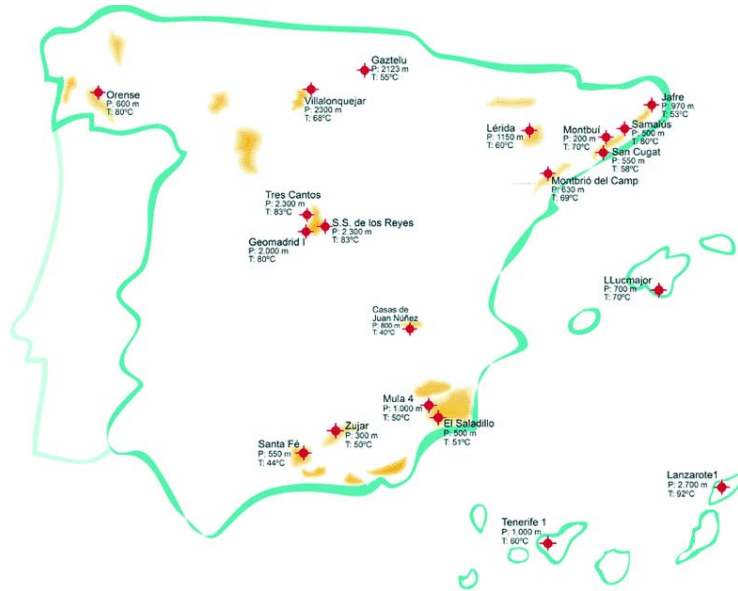 Gaztelu
P: 2123 m
T: 55ºC
Orense
P: 600 m
T: 80ºC
Villalonquejar
P: 2300 m
T: 68ºC
Jafre
P: 970 m
T: 53ºC
Lérida
P: 1150 m
T: 60ºC
Montbuí
P: 200 m
T: 70ºC
Samalús
P: 500 m
T: 60ºC
San Cugat
P: 550 m
T: 58ºC
Montbrió del Camp
P: 630 m
T: 69ºC
Tres Cantos
P: 2.300 m
T: 83ºC
S.S. de los Reyes
P: 2.300 m
T: 83ºC
Geomadrid I
P: 2.000 m
T: 80ºC
LLucmajor
P: 700 m
T: 70ºC
Casas de
Juan Núñez
P: 800 m
T: 40ºC
Mula 4
P: 1.000 m
T: 50ºC
El Saladillo
P: 500 m
T: 51ºC
Zujar
P: 300 m
T: 50ºC
Santa Fé
P: 550 m
T: 44ºC
Lanzarote1
P: 2.700 m
T: 92ºC
Tenerife 1
P: 1.000 m
T: 60ºC